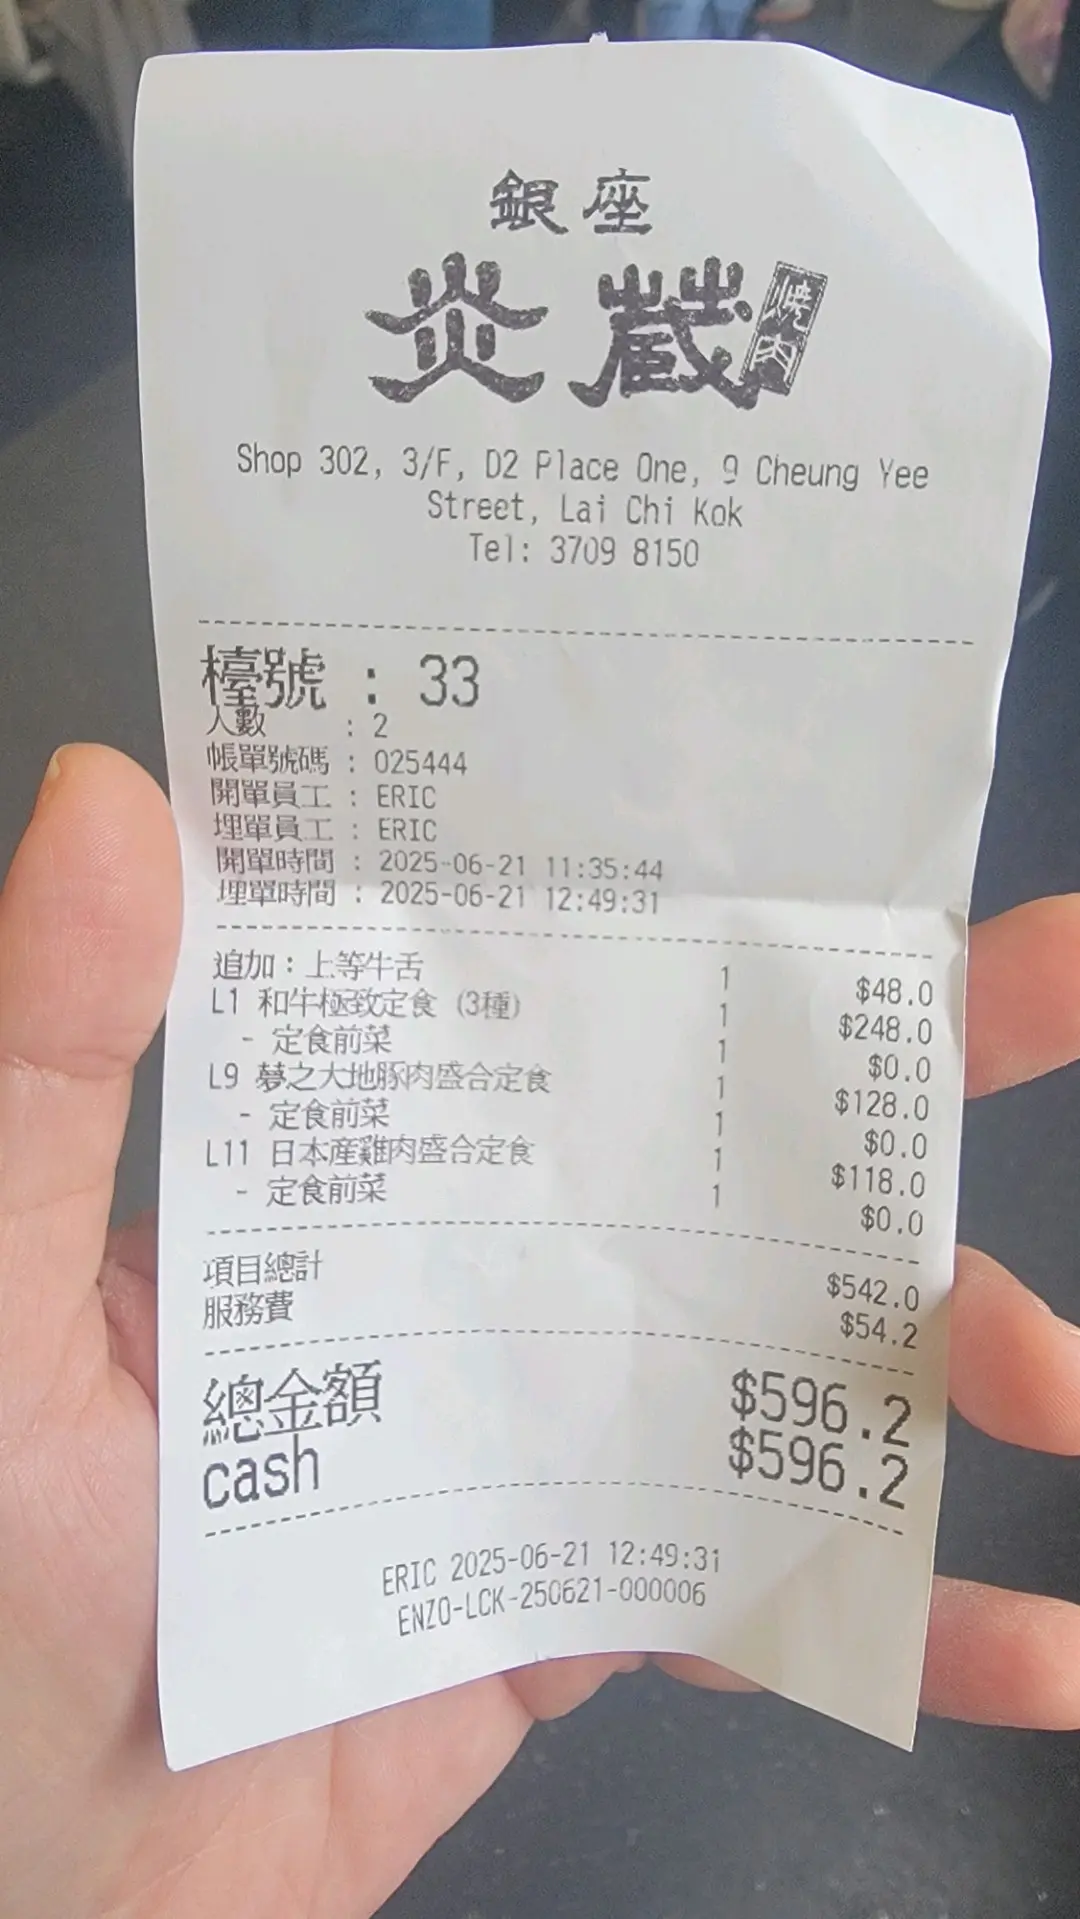 銀座
炎蔵 焼肉
Shop 302, 3/F, D2 Place One, 9 Cheung Yee
Street, Lai Chi Kok
Tel: 3709 8150
檯號 : 33
人數 : 2
帳單號碼 : 025444
開單員工 : ERIC
埋單員工 : ERIC
開單時間 : 2025-06-21 11:35:44
埋單時間 : 2025-06-21 12:49:31
追加：上等牛舌 1 $48.0
L1 和牛極致定食 (3種) 1 $248.0
- 定食前菜 1 $0.0
L9 夢之大地豚肉盛合定食 1 $128.0
- 定食前菜 1 $0.0
L11 日本產雞肉盛合定食 1 $118.0
- 定食前菜 1 $0.0
項目總計 $542.0
服務費 $54.2
總金額 $596.2
cash $596.2
ERIC 2025-06-21 12:49:31
ENZO-LCK-250621-000006